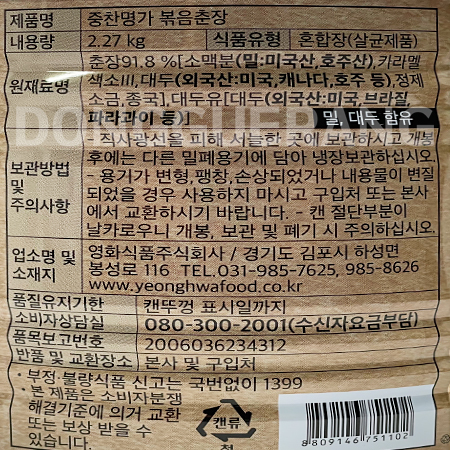 제품명 중찬명가 볶음춘장
내용량 2.27 kg 식품유형 혼합장(살균제품)
춘장91.8%[소맥분(밀:미국산,호주산),카라멜
원재료명 색소III,대두(외국산:미국,캐나다,호주 등),정제
소금,종국],대두유[대두(외국산:미국,브라질,
파라과이 등)] 밀, 대두 함유
- 직사광선을 피해 서늘한 곳에 보관하시고 개봉
후에는 다른 밀폐용기에 담아 냉장보관하십시오.
보관방법 및 주의사항 - 용기가 변형,팽창,손상되었거나 내용물이 변질
되었을 경우 사용하지 마시고 구입처 또는 본사
에서 교환하시기 바랍니다. - 캔 절단부분이
날카로우니 개봉, 보관 및 폐기 시 주의하십시오.
업소명 및 소재지 영화식품주식회사 / 경기도 김포시 하성면
봉성로 116 TEL.031-985-7625, 985-8626
www.yeonghwafood.co.kr
품질유지기한 캔뚜껑 표시일까지
소비자상담실 080-300-2001(수신자요금부담)
품목보고번호 2006036234312
반품 및 교환장소 본사 및 구입처
* 부정·불량식품 신고는 국번없이 1399
* 본 제품은 소비자분쟁
해결기준에 의거 교환
또는 보상 받을 수
있습니다.
캔류
철
8809146751102